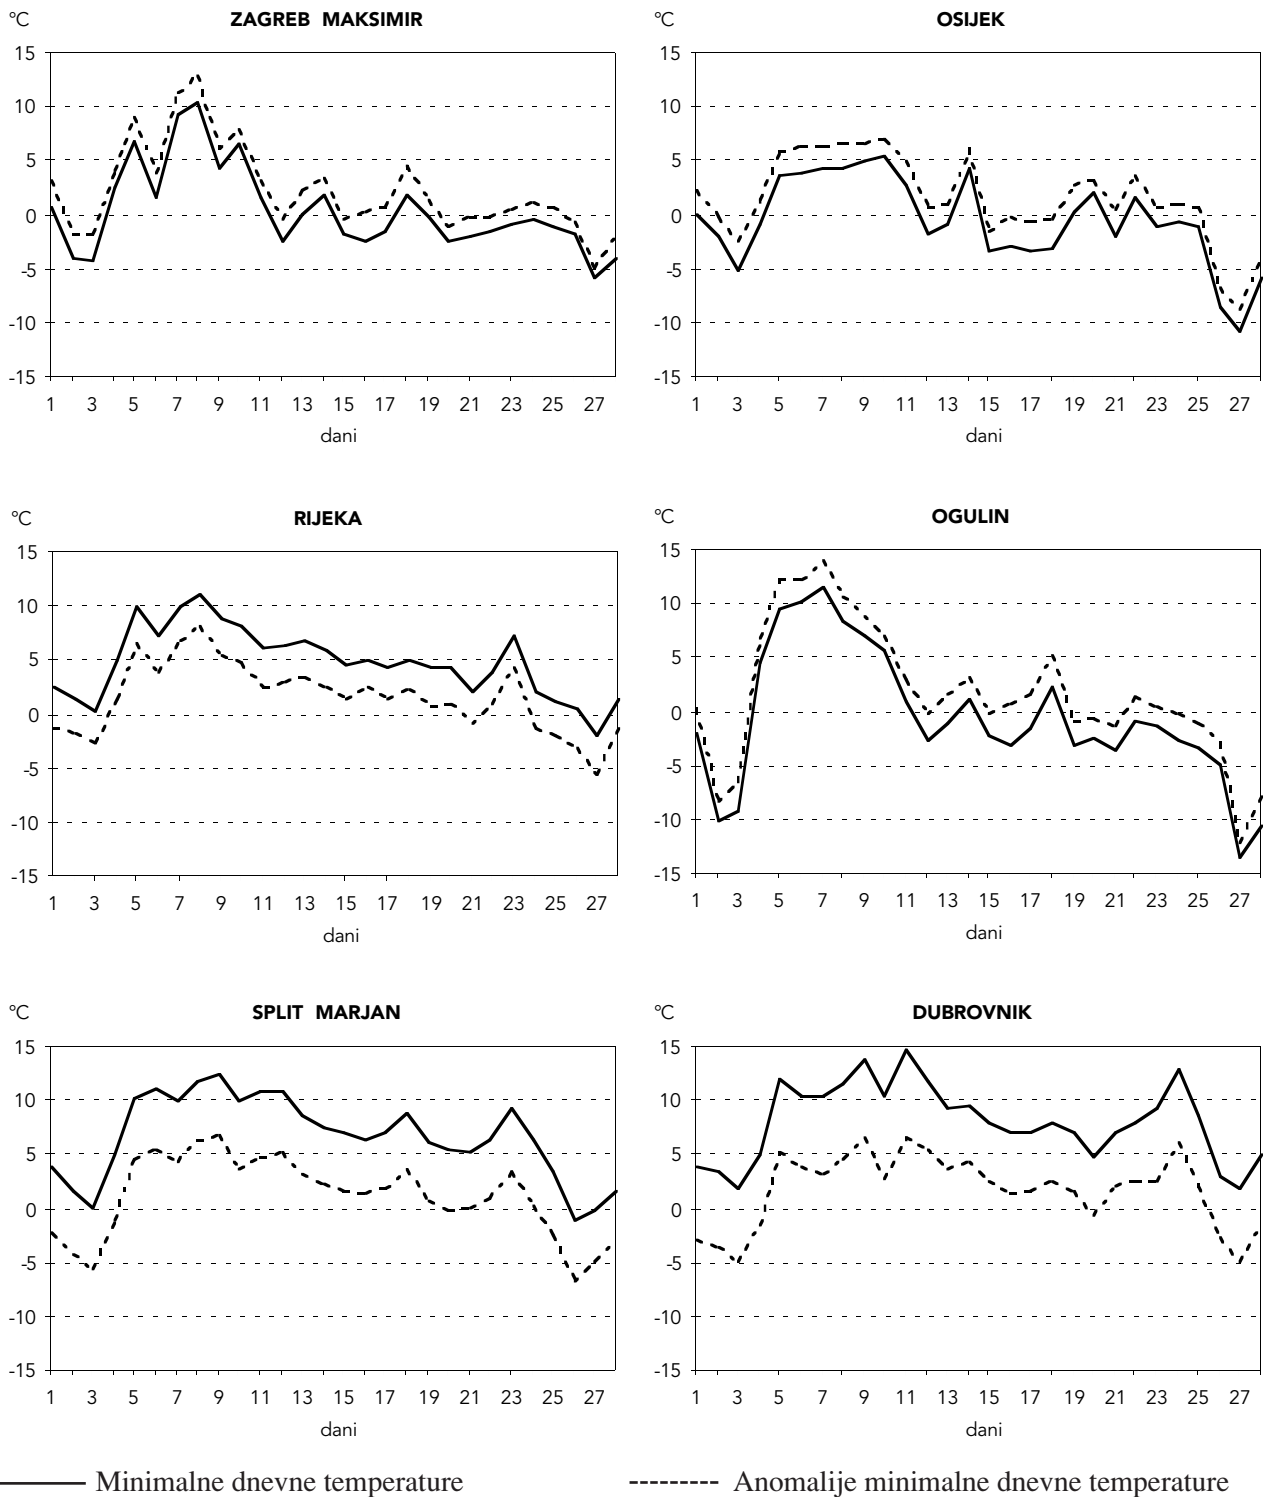 °C ZAGREB MAKSIMIR
15
10
5
0
-5
-10
-15
1 3 5 7 9 11 13 15 17 19 21 23 25 27
dani
°C OSIJEK
15
10
5
0
-5
-10
-15
1 3 5 7 9 11 13 15 17 19 21 23 25 27
dani
°C RIJEKA
15
10
5
0
-5
-10
-15
1 3 5 7 9 11 13 15 17 19 21 23 25 27
dani
°C OGULIN
15
10
5
0
-5
-10
-15
1 3 5 7 9 11 13 15 17 19 21 23 25 27
dani
°C SPLIT MARJAN
15
10
5
0
-5
-10
-15
1 3 5 7 9 11 13 15 17 19 21 23 25 27
dani
°C DUBROVNIK
15
10
5
0
-5
-10
-15
1 3 5 7 9 11 13 15 17 19 21 23 25 27
dani
Minimalne dnevne temperature
Anomalije minimalne dnevne temperature